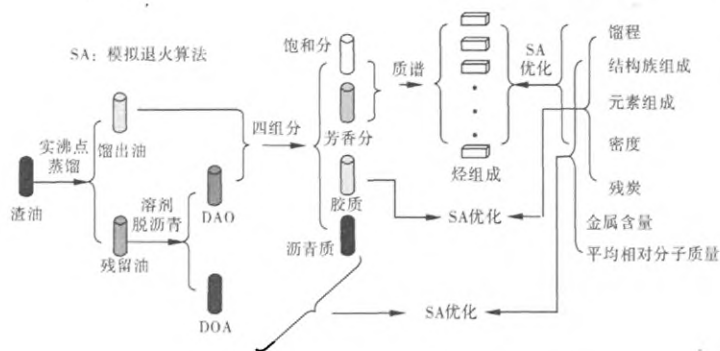 SA：模拟退火算法
渣油
实沸点
蒸馏
馏出油
残留油
溶剂
脱沥青
DAO
DOA
四组分
饱和分
芳香分
胶质
沥青质
质谱
烃组成
SA
优化
SA优化
SA优化
馏程
结构族组成
元素组成
密度
残炭
金属含量
平均相对分子质量